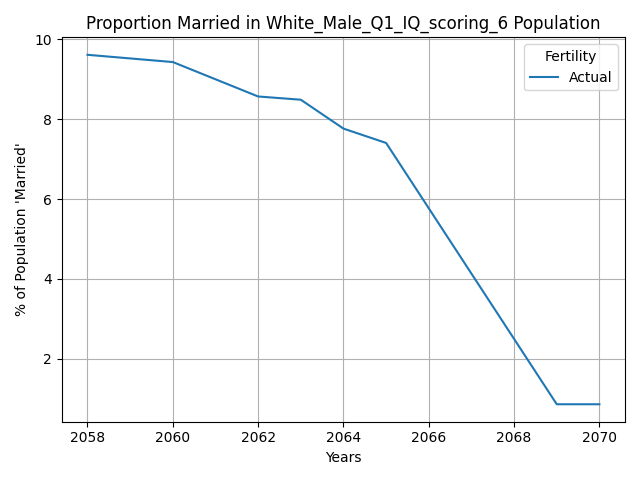 Proportion Married in White_Male_Q1_IQ_scoring_6 Population
10
8
6
4
2
% of Population 'Married'
Fertility
Actual
2058 2060 2062 2064 2066 2068 2070
Years